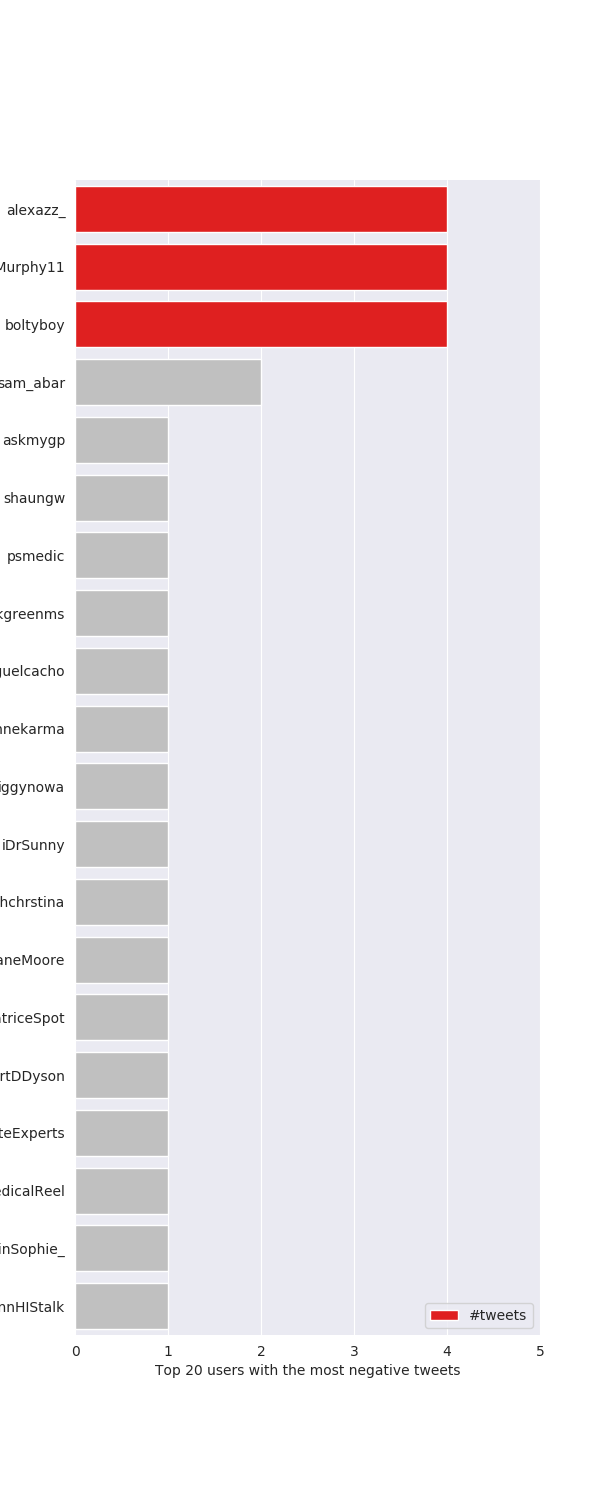 alexazz_
Murphy11
boltyboy
sam_abar
askmygp
shaungw
psmedic
kgreenms
guelcacho
nnekarma
iggynowa
iDrSunny
hchrstina
aneMoore
atriceSpot
rtDDyson
teExperts
edicalReel
inSophie_
nnHIStalk
#tweets
0 1 2 3 4 5
Top 20 users with the most negative tweets